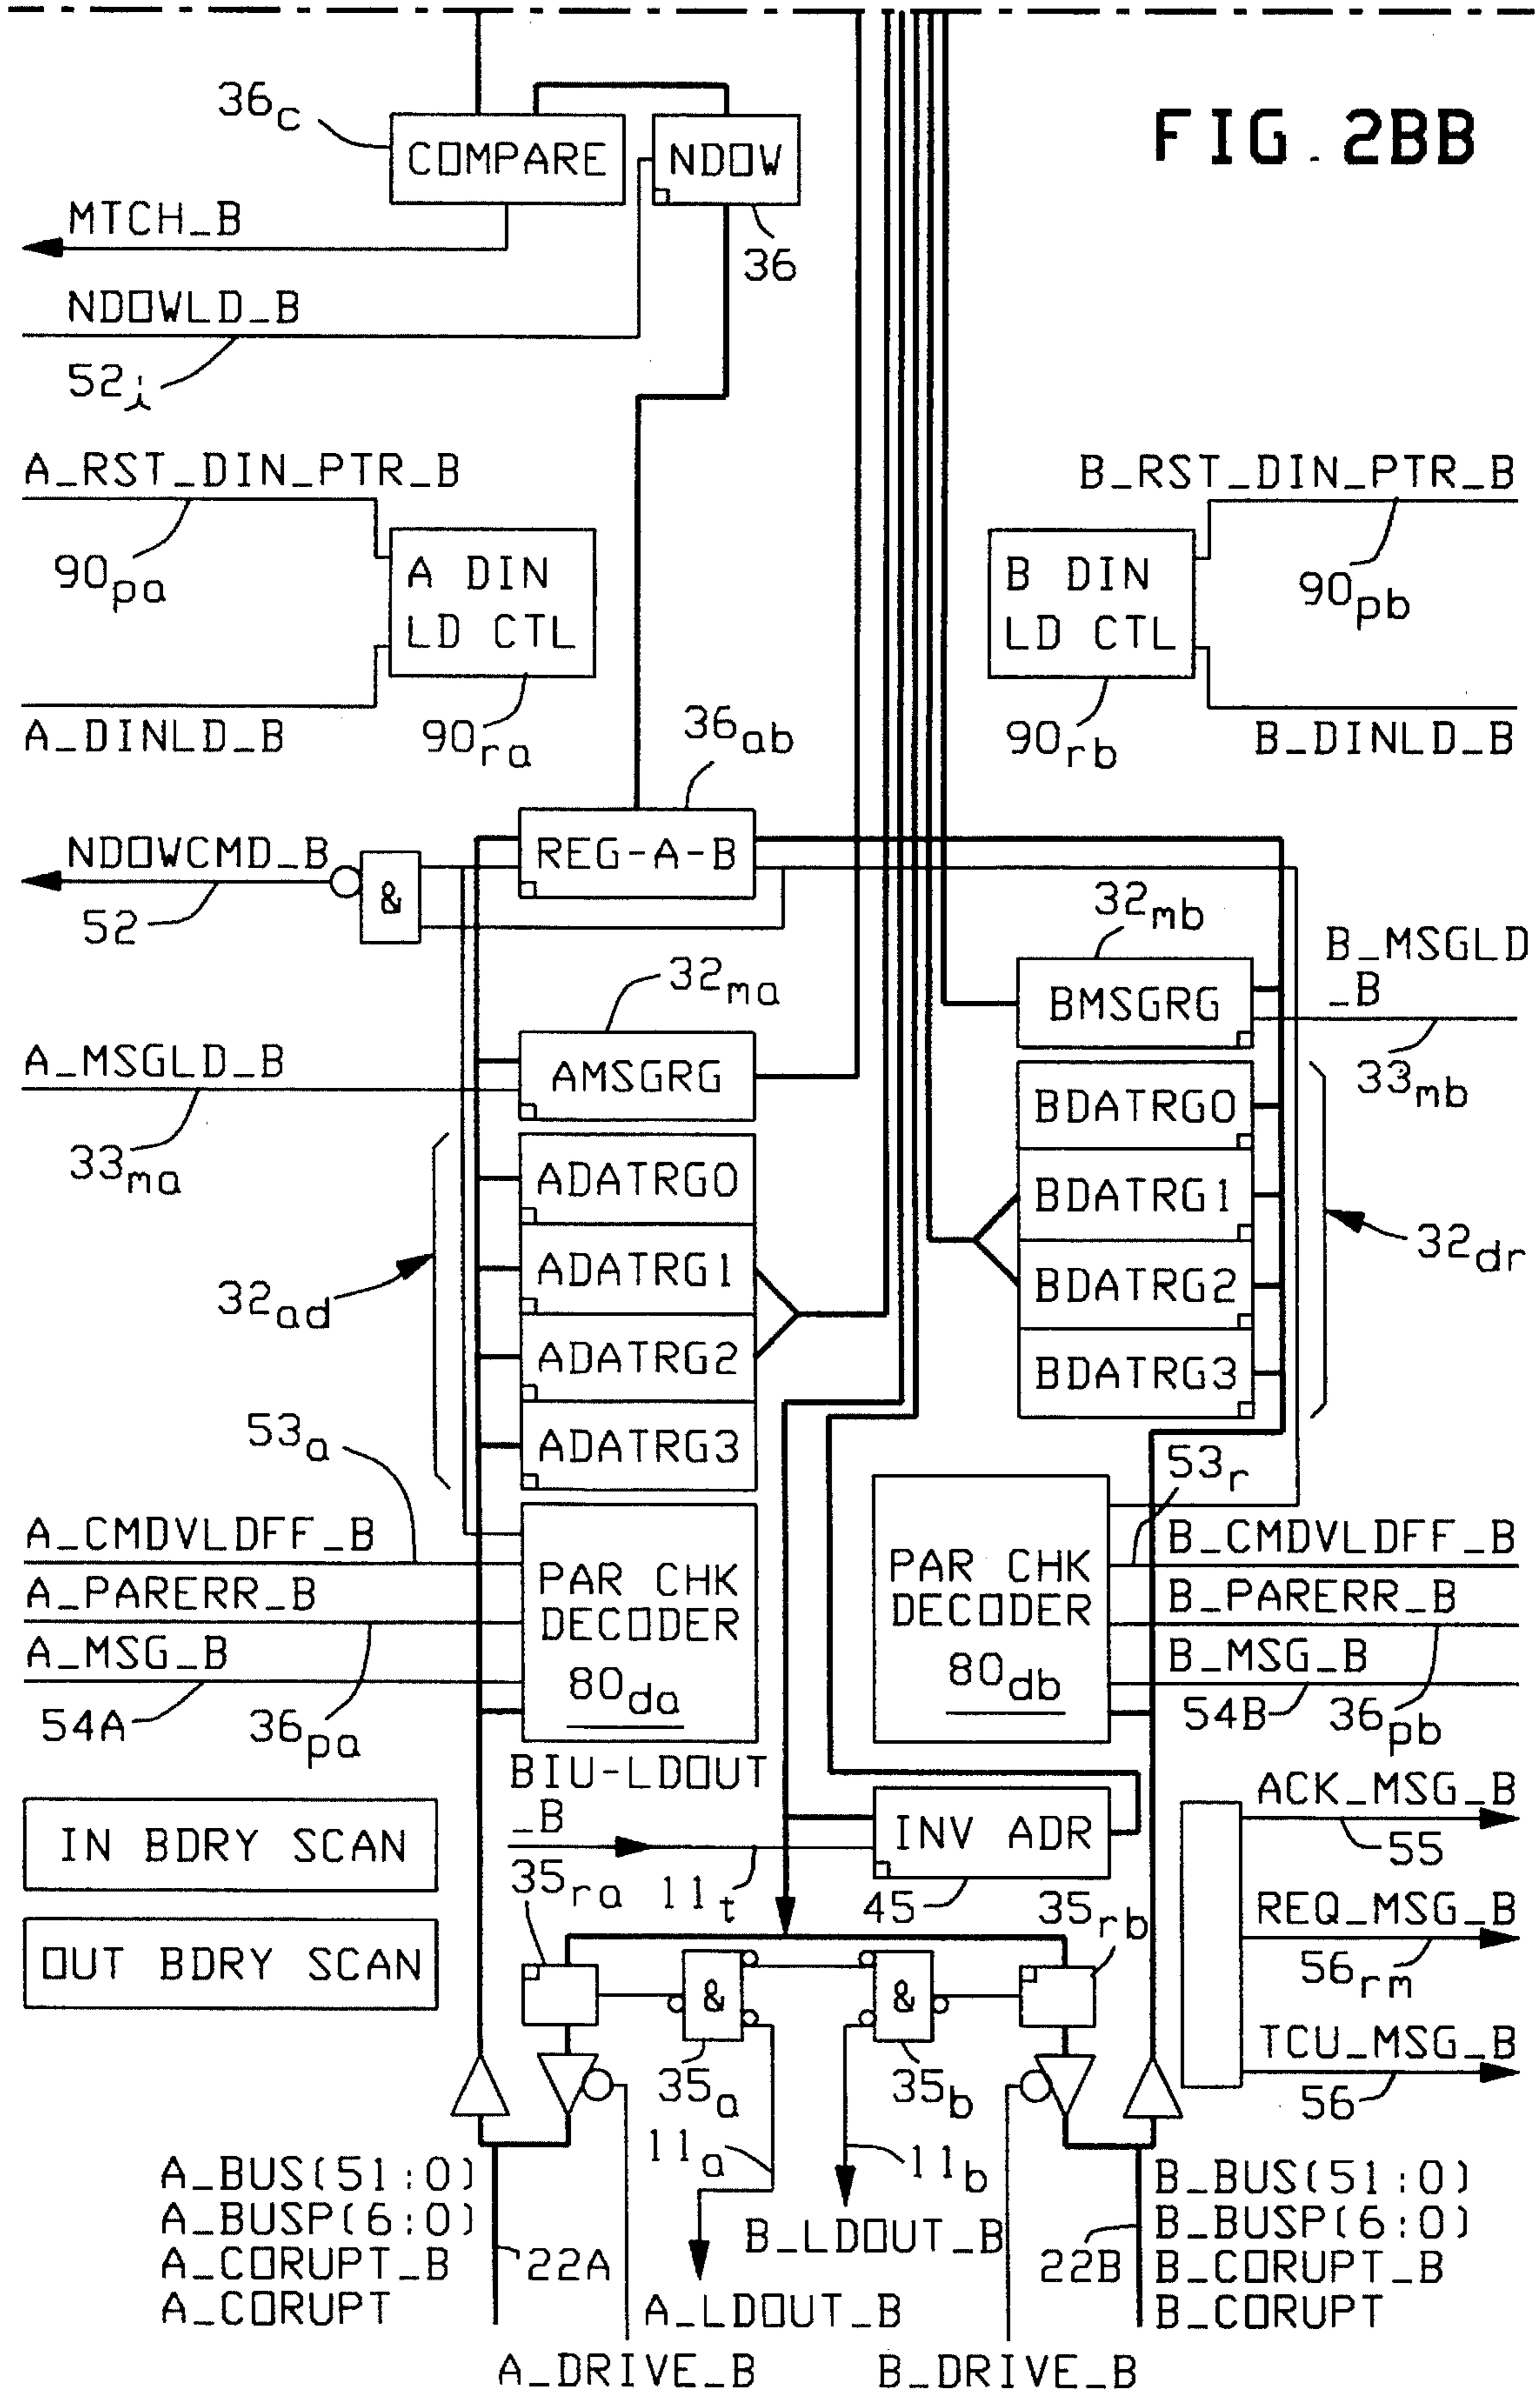 FIG. 2BB
36c
COMPARE
NDOW
MTCH_B
36
NDOWLD_B
52i
A_RST_DIN_PTR_B
B_RST_DIN_PTR_B
90pa
A DIN
LD CTL
B DIN
LD CTL
90pb
A_DINLD_B
90ra
36ab
90rb
B_DINLD_B
NDOWCMD_B
&
REG-A-B
52
32mb
B_MSGLD
_B
32ma
BMSGRG
A_MSGLD_B
AMSGRG
33mb
33ma
BDATRG0
BDATRG1
BDATRG2
BDATRG3
32dr
ADATRG0
ADATRG1
ADATRG2
ADATRG3
32ad
53a
53r
A_CMDVLDFF_B
A_PARERR_B
A_MSG_B
PAR CHK
DECODER
80da
PAR CHK
DECODER
80db
B_CMDVLDFF_B
B_PARERR_B
B_MSG_B
54A
36pa
54B
36pb
BIU-LDOUT
_B
ACK_MSG_B
IN BDRY SCAN
INV ADR
55
35ra
11t
45
35rb
REQ_MSG_B
OUT BDRY SCAN
&
&
56rm
TCU_MSG_B
35a
35b
56
11a
11b
A_BUS(51:0)
A_BUSP(6:0)
A_CORUPT_B
A_CORUPT
22A
B_LDOUT_B
22B
B_BUS(51:0)
B_BUSP(6:0)
B_CORUPT_B
B_CORUPT
A_LDOUT_B
A_DRIVE_B
B_DRIVE_B